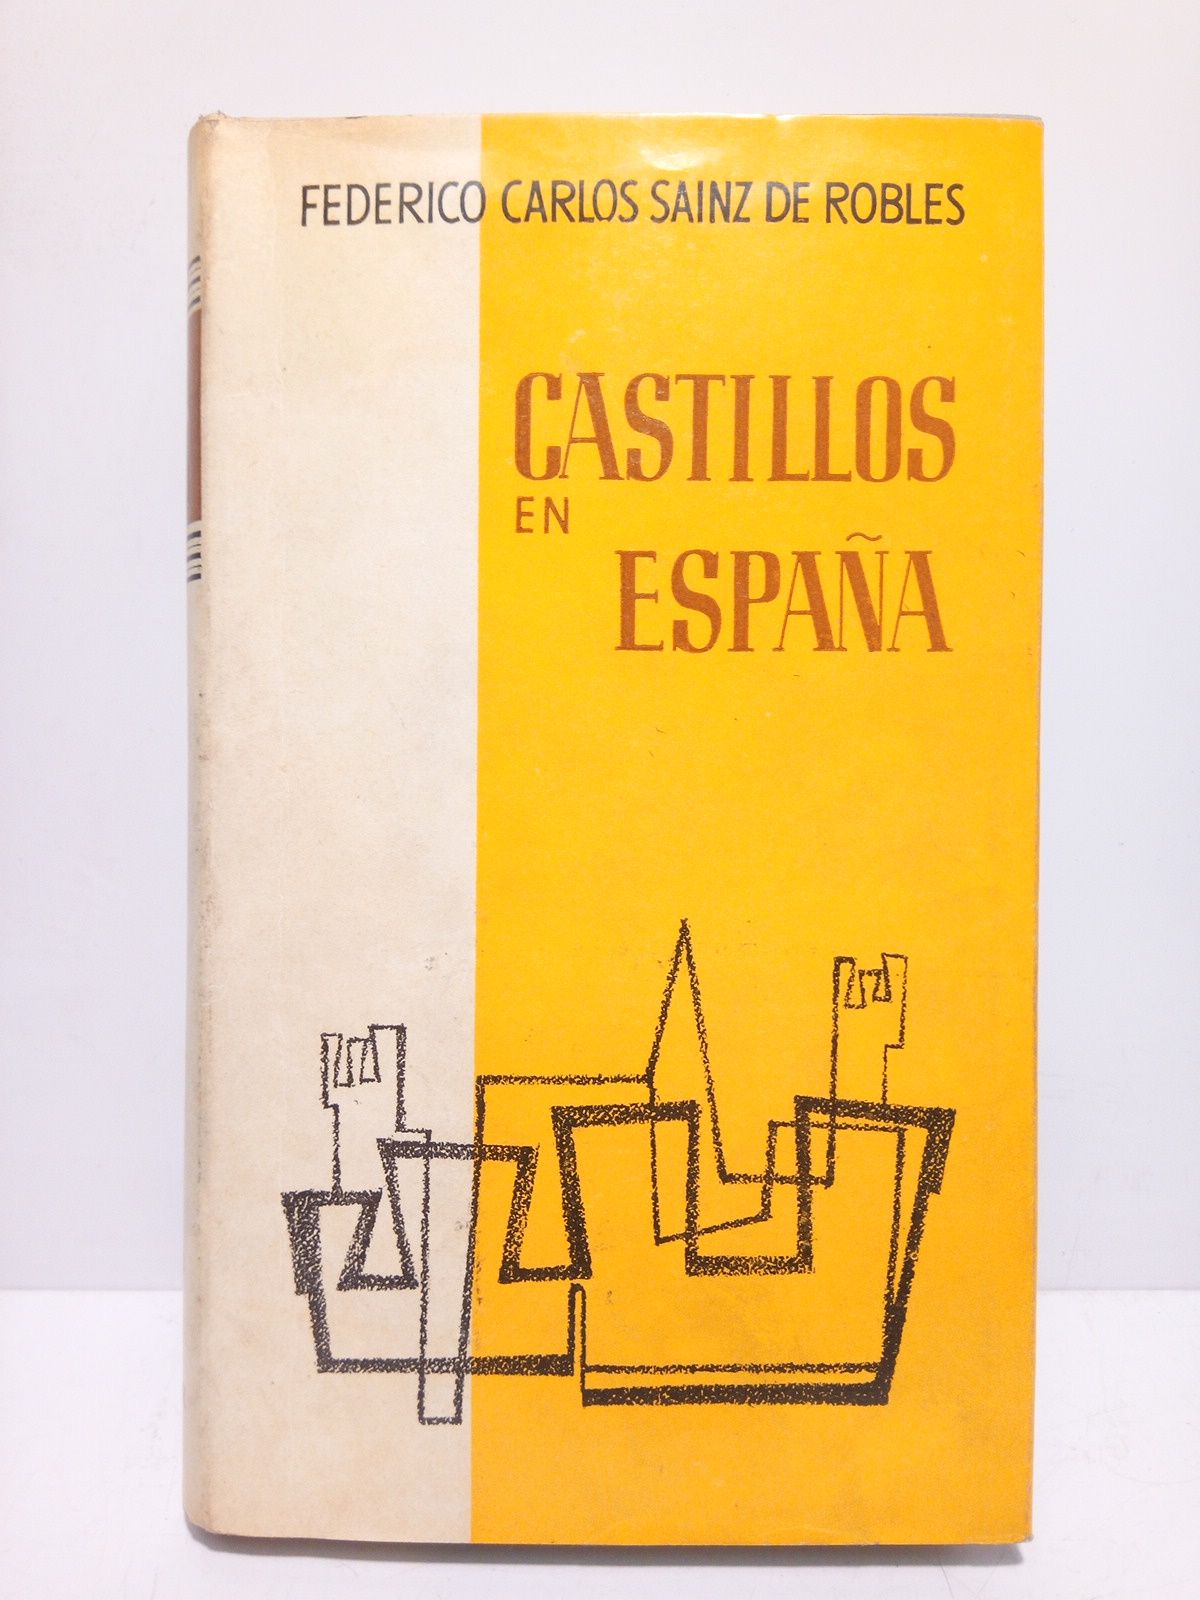 FEDERICO CARLOS SAINZ DE ROBLES
CASTILLOS
EN
ESPAÑA